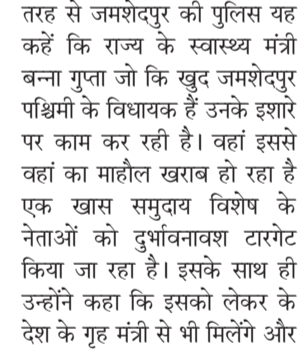 तरह से जमशेदपुर की पुलिस यह
कहें कि राज्य के स्वास्थ्य मंत्री
बन्ना गुप्ता जो कि खुद जमशेदपुर
पश्चिमी के विधायक हैं उनके इशारे
पर काम कर रही है। वहां इससे
वहां का माहौल खराब हो रहा है
एक खास समुदाय विशेष के
नेताओं को दुर्भावनावश टारगेट
किया जा रहा है। इसके साथ ही
उन्होंने कहा कि इसको लेकर के
देश के गृह मंत्री से भी मिलेंगे और